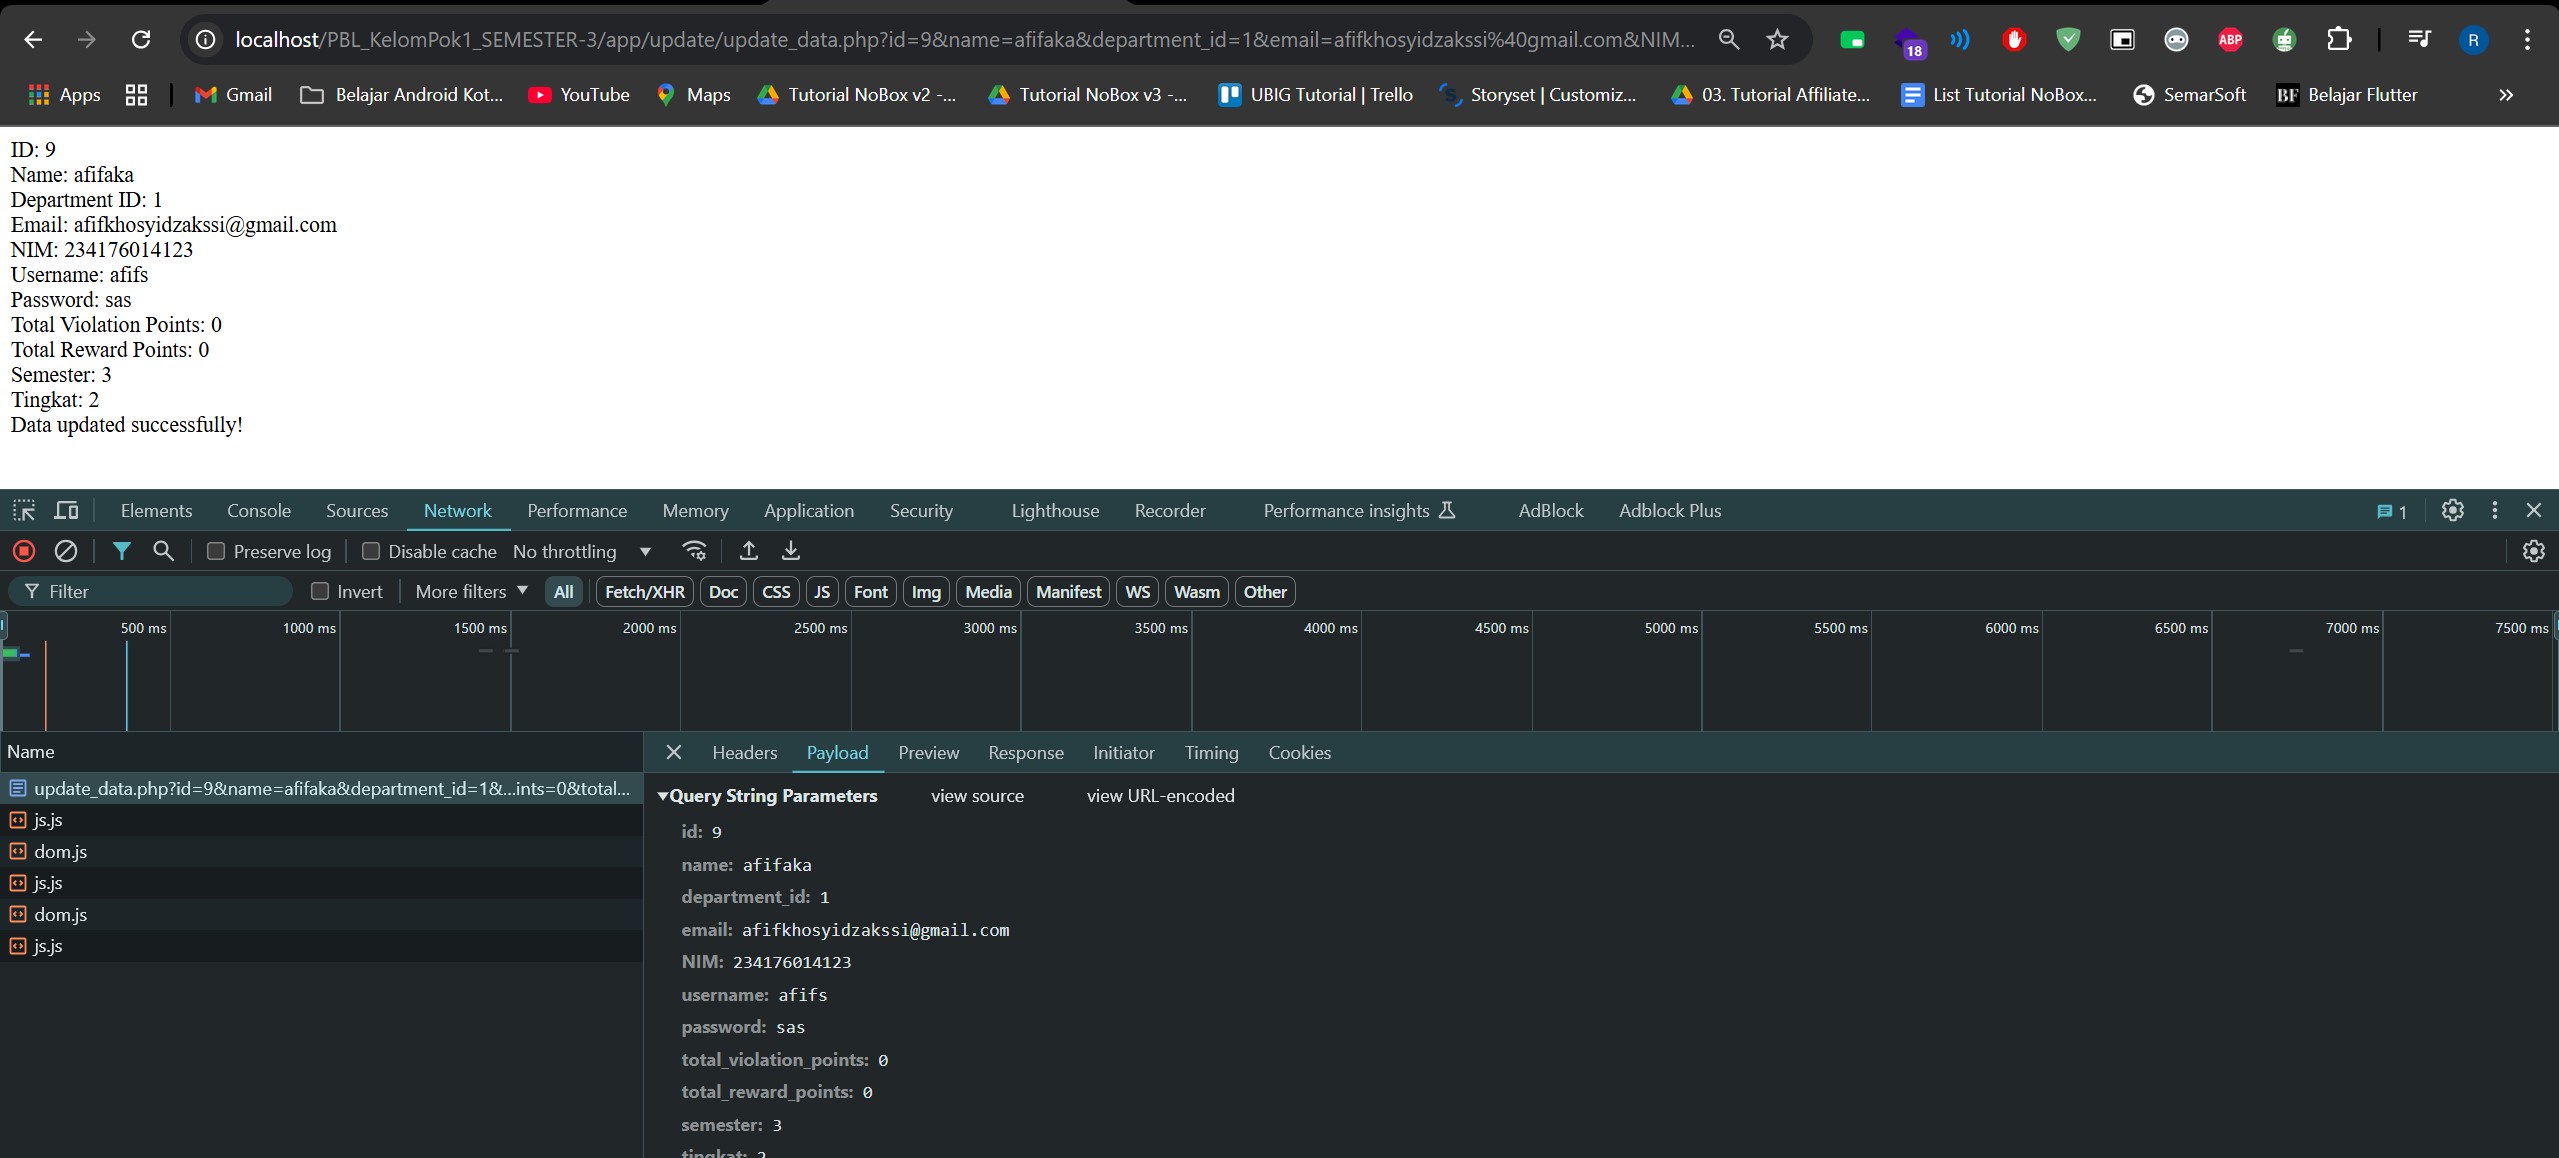 localhost/PBL_KelomPok1_SEMESTER-3/app/update/update_data.php?id=9&name=afifaka&department_id=1&email=afifkhosyidzakssi%40gmail.com&NIM...
18
ABP
R
Apps
Gmail
Belajar Android Kot...
YouTube
Maps
Tutorial NoBox v2 -...
Tutorial NoBox v3 -...
UBIG Tutorial | Trello
Storyset | Customiz...
03. Tutorial Affiliate...
List Tutorial NoBox...
SemarSoft
BF
Belajar Flutter
ID: 9
Name: afifaka
Department ID: 1
Email: afifkhosyidzakssi@gmail.com
NIM: 234176014123
Username: afifs
Password: sas
Total Violation Points: 0
Total Reward Points: 0
Semester: 3
Tingkat: 2
Data updated successfully!
Elements Console Sources Network Performance Memory Application Security Lighthouse Recorder Performance insights AdBlock Adblock Plus 1
Preserve log Disable cache No throttling
Filter Invert More filters All Fetch/XHR Doc CSS JS Font Img Media Manifest WS Wasm Other
500 ms 1000 ms 1500 ms 2000 ms 2500 ms 3000 ms 3500 ms 4000 ms 4500 ms 5000 ms 5500 ms 6000 ms 6500 ms 7000 ms 7500 ms
Name
update_data.php?id=9&name=afifaka&department_id=1&...ints=0&total...
js.js
dom.js
js.js
dom.js
js.js
Headers Payload Preview Response Initiator Timing Cookies
Query String Parameters view source view URL-encoded
id: 9
name: afifaka
department_id: 1
email: afifkhosyidzakssi@gmail.com
NIM: 234176014123
username: afifs
password: sas
total_violation_points: 0
total_reward_points: 0
semester: 3
tingkat: 2